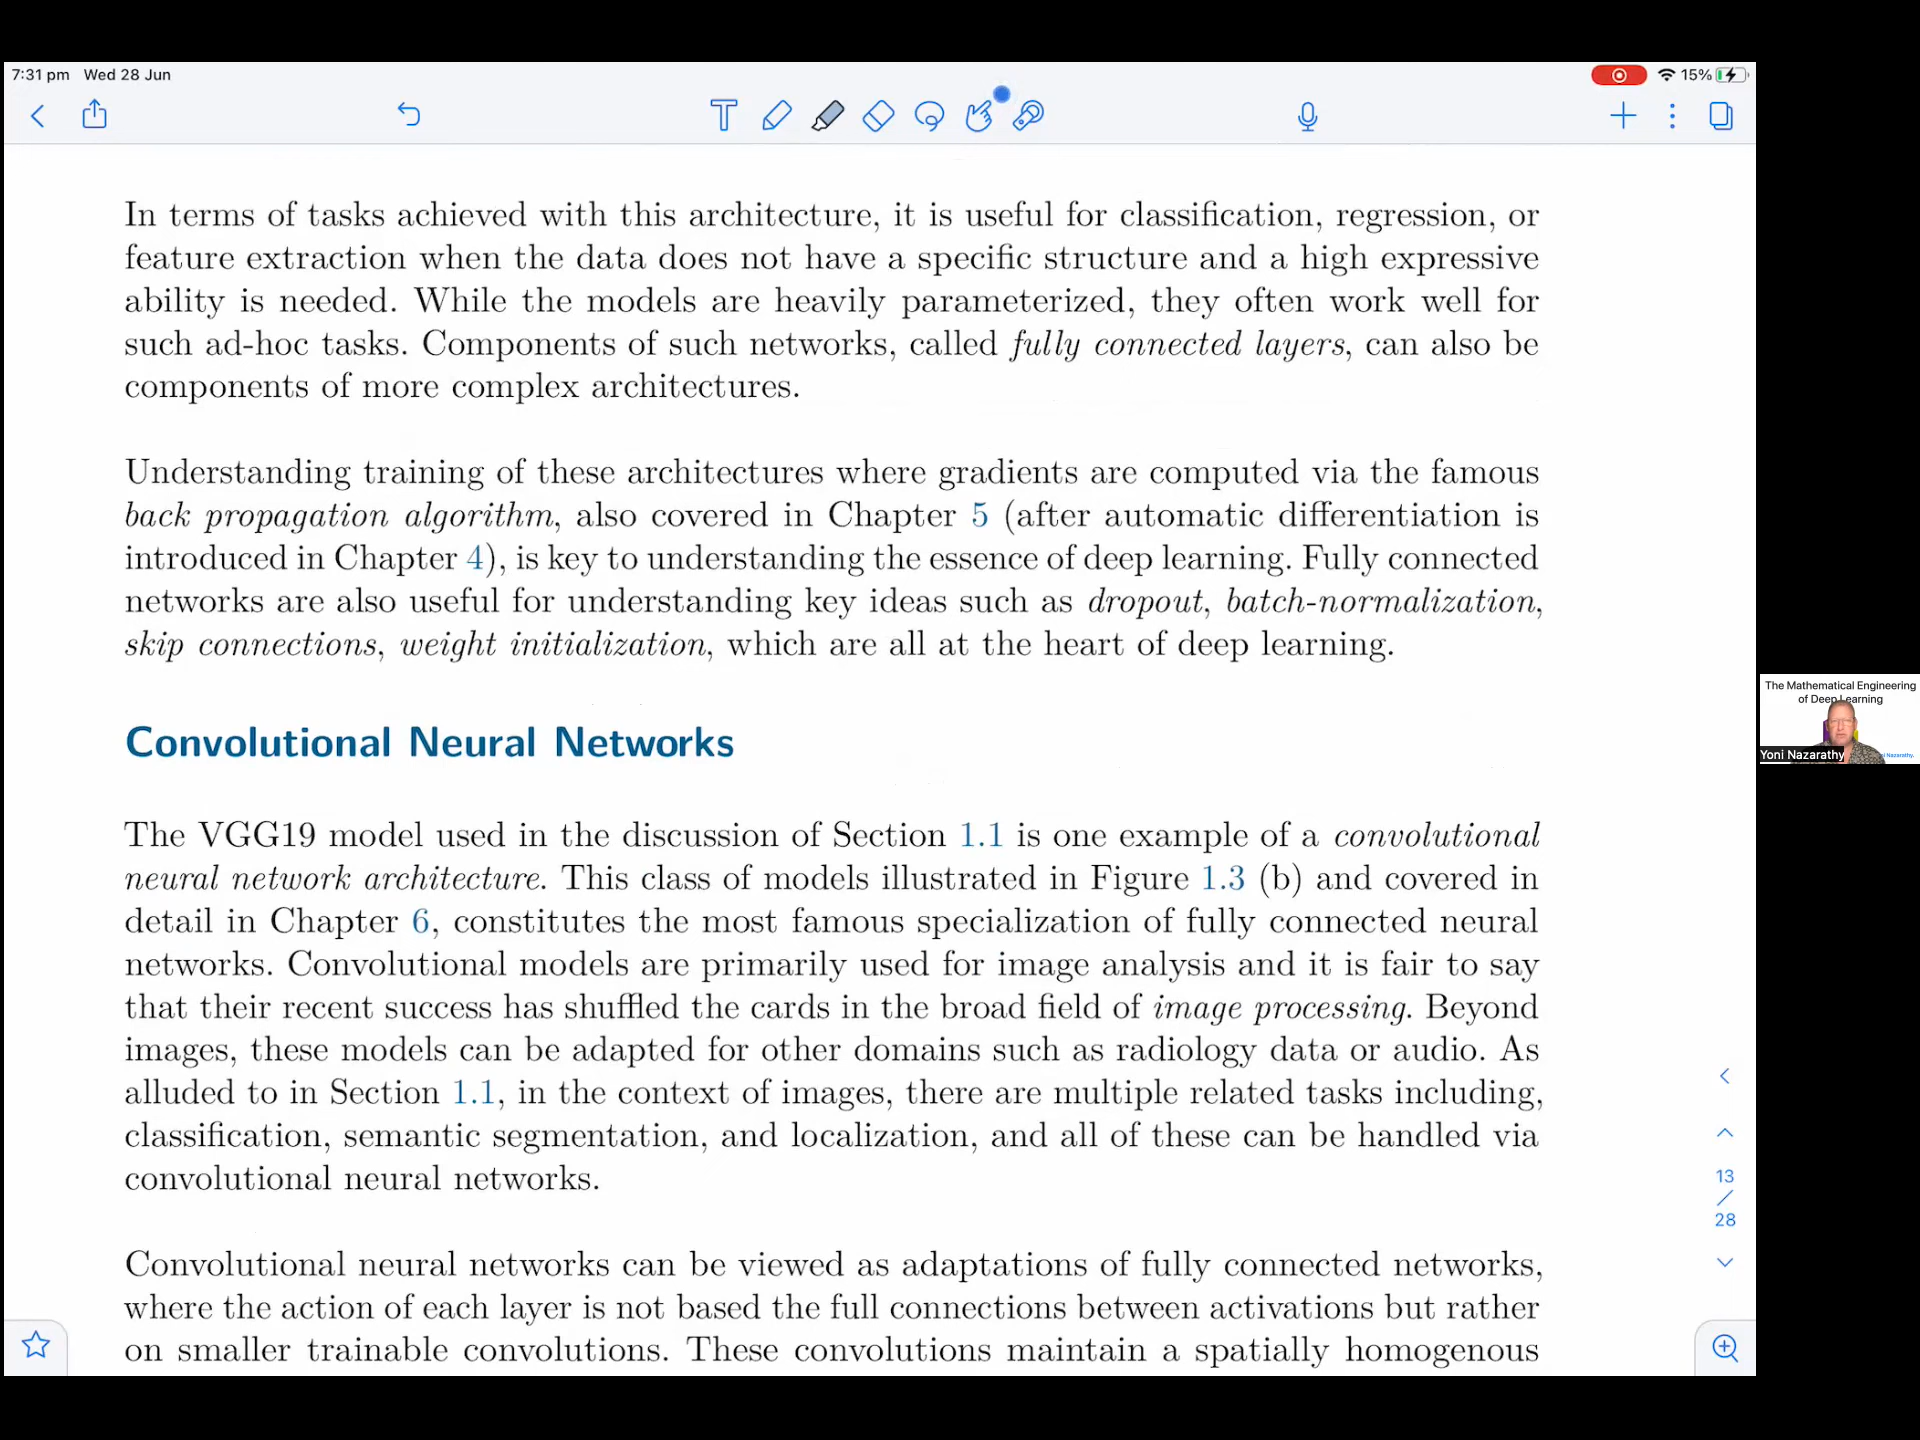 7:31 pm Wed 28 Jun
15%
In terms of tasks achieved with this architecture, it is useful for classification, regression, or
feature extraction when the data does not have a specific structure and a high expressive
ability is needed. While the models are heavily parameterized, they often work well for
such ad-hoc tasks. Components of such networks, called fully connected layers, can also be
components of more complex architectures.
Understanding training of these architectures where gradients are computed via the famous
back propagation algorithm, also covered in Chapter 5 (after automatic differentiation is
introduced in Chapter 4), is key to understanding the essence of deep learning. Fully connected
networks are also useful for understanding key ideas such as dropout, batch-normalization,
skip connections, weight initialization, which are all at the heart of deep learning.
Convolutional Neural Networks
The VGG19 model used in the discussion of Section 1.1 is one example of a convolutional
neural network architecture. This class of models illustrated in Figure 1.3 (b) and covered in
detail in Chapter 6, constitutes the most famous specialization of fully connected neural
networks. Convolutional models are primarily used for image analysis and it is fair to say
that their recent success has shuffled the cards in the broad field of image processing. Beyond
images, these models can be adapted for other domains such as radiology data or audio. As
alluded to in Section 1.1, in the context of images, there are multiple related tasks including,
classification, semantic segmentation, and localization, and all of these can be handled via
convolutional neural networks.
Convolutional neural networks can be viewed as adaptations of fully connected networks,
where the action of each layer is not based the full connections between activations but rather
on smaller trainable convolutions. These convolutions maintain a spatially homogenous
13
/
28
The Mathematical Engineering
of Deep Learning
Yoni Nazarathy
Nazarathy.